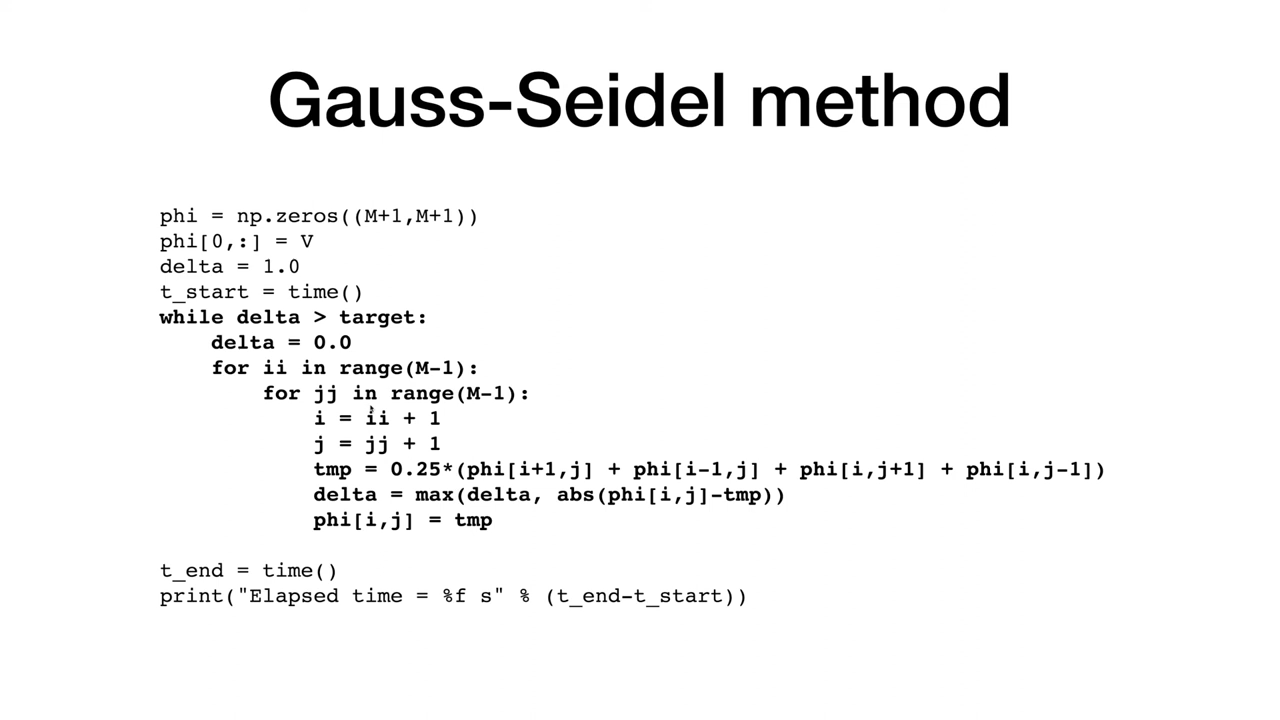 Gauss-Seidel method
phi = np.zeros((M+1,M+1))
phi[0,:] = V
delta = 1.0
t_start = time()
while delta > target:
    delta = 0.0
    for ii in range(M-1):
        for jj in range(M-1):
            i = ii + 1
            j = jj + 1
            tmp = 0.25*(phi[i+1,j] + phi[i-1,j] + phi[i,j+1] + phi[i,j-1])
            delta = max(delta, abs(phi[i,j]-tmp))
            phi[i,j] = tmp
t_end = time()
print("Elapsed time = %f s" % (t_end-t_start))